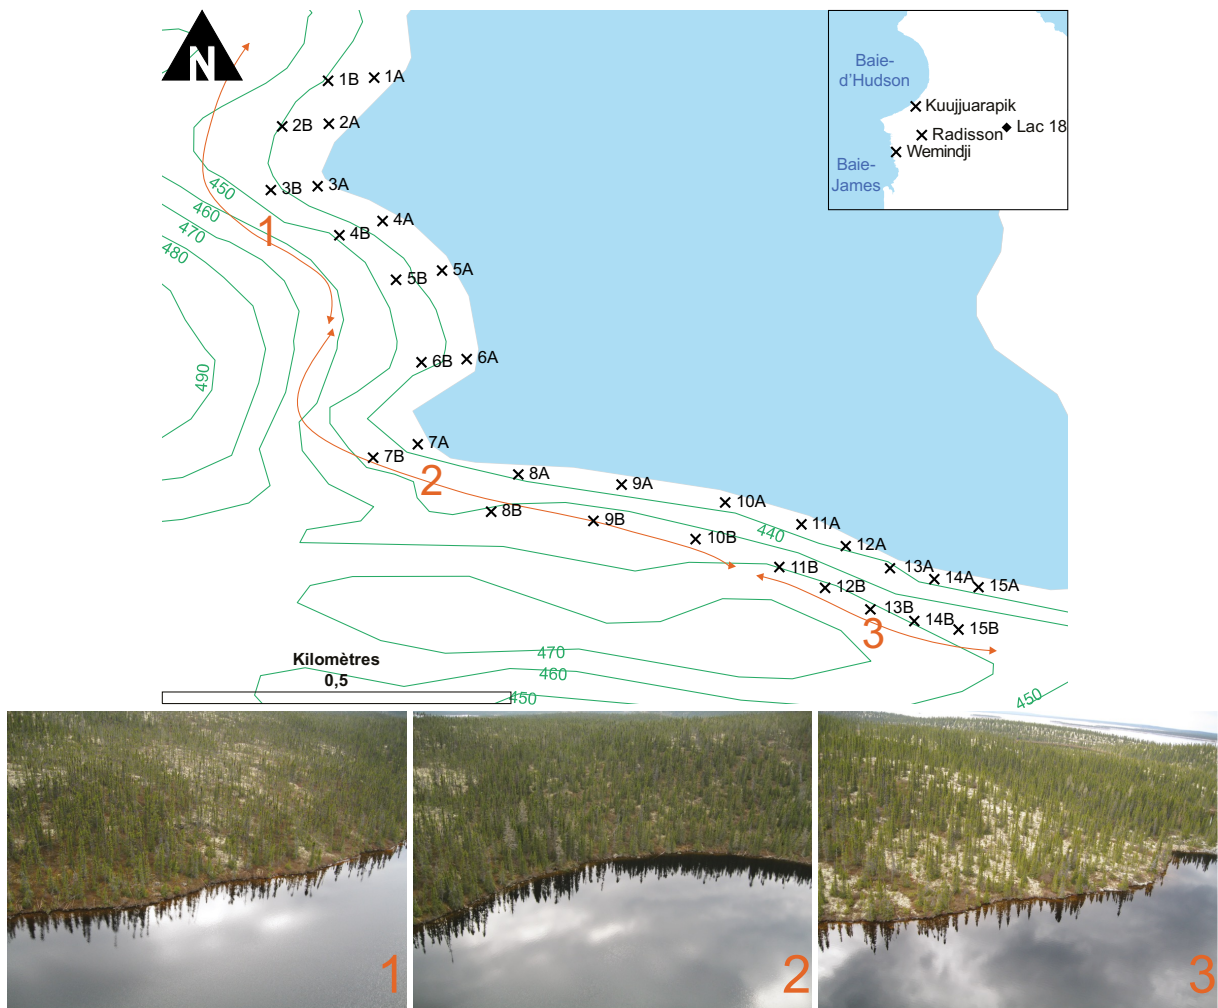 N
Baie-
d'Hudson
Kuujjuarapik
Lac 18
Radisson
Wemindji
Baie-
James
1B 1A
2B 2A
3B 3A
450
460
470
480
490
1
4B 4A
5B 5A
6B 6A
7B 7A
2
8A
9A
10A
8B
9B
10B
440
11A
12A
11B
12B
13A
14A
15A
13B
14B
15B
3
470
460
450
450
Kilomètres
0,5
1
2
3